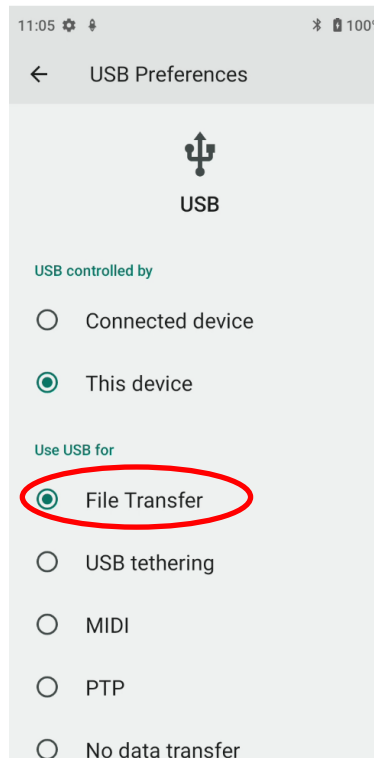 11:05 100%
USB Preferences
USB
USB controlled by
Connected device
This device
Use USB for
File Transfer
USB tethering
MIDI
PTP
No data transfer